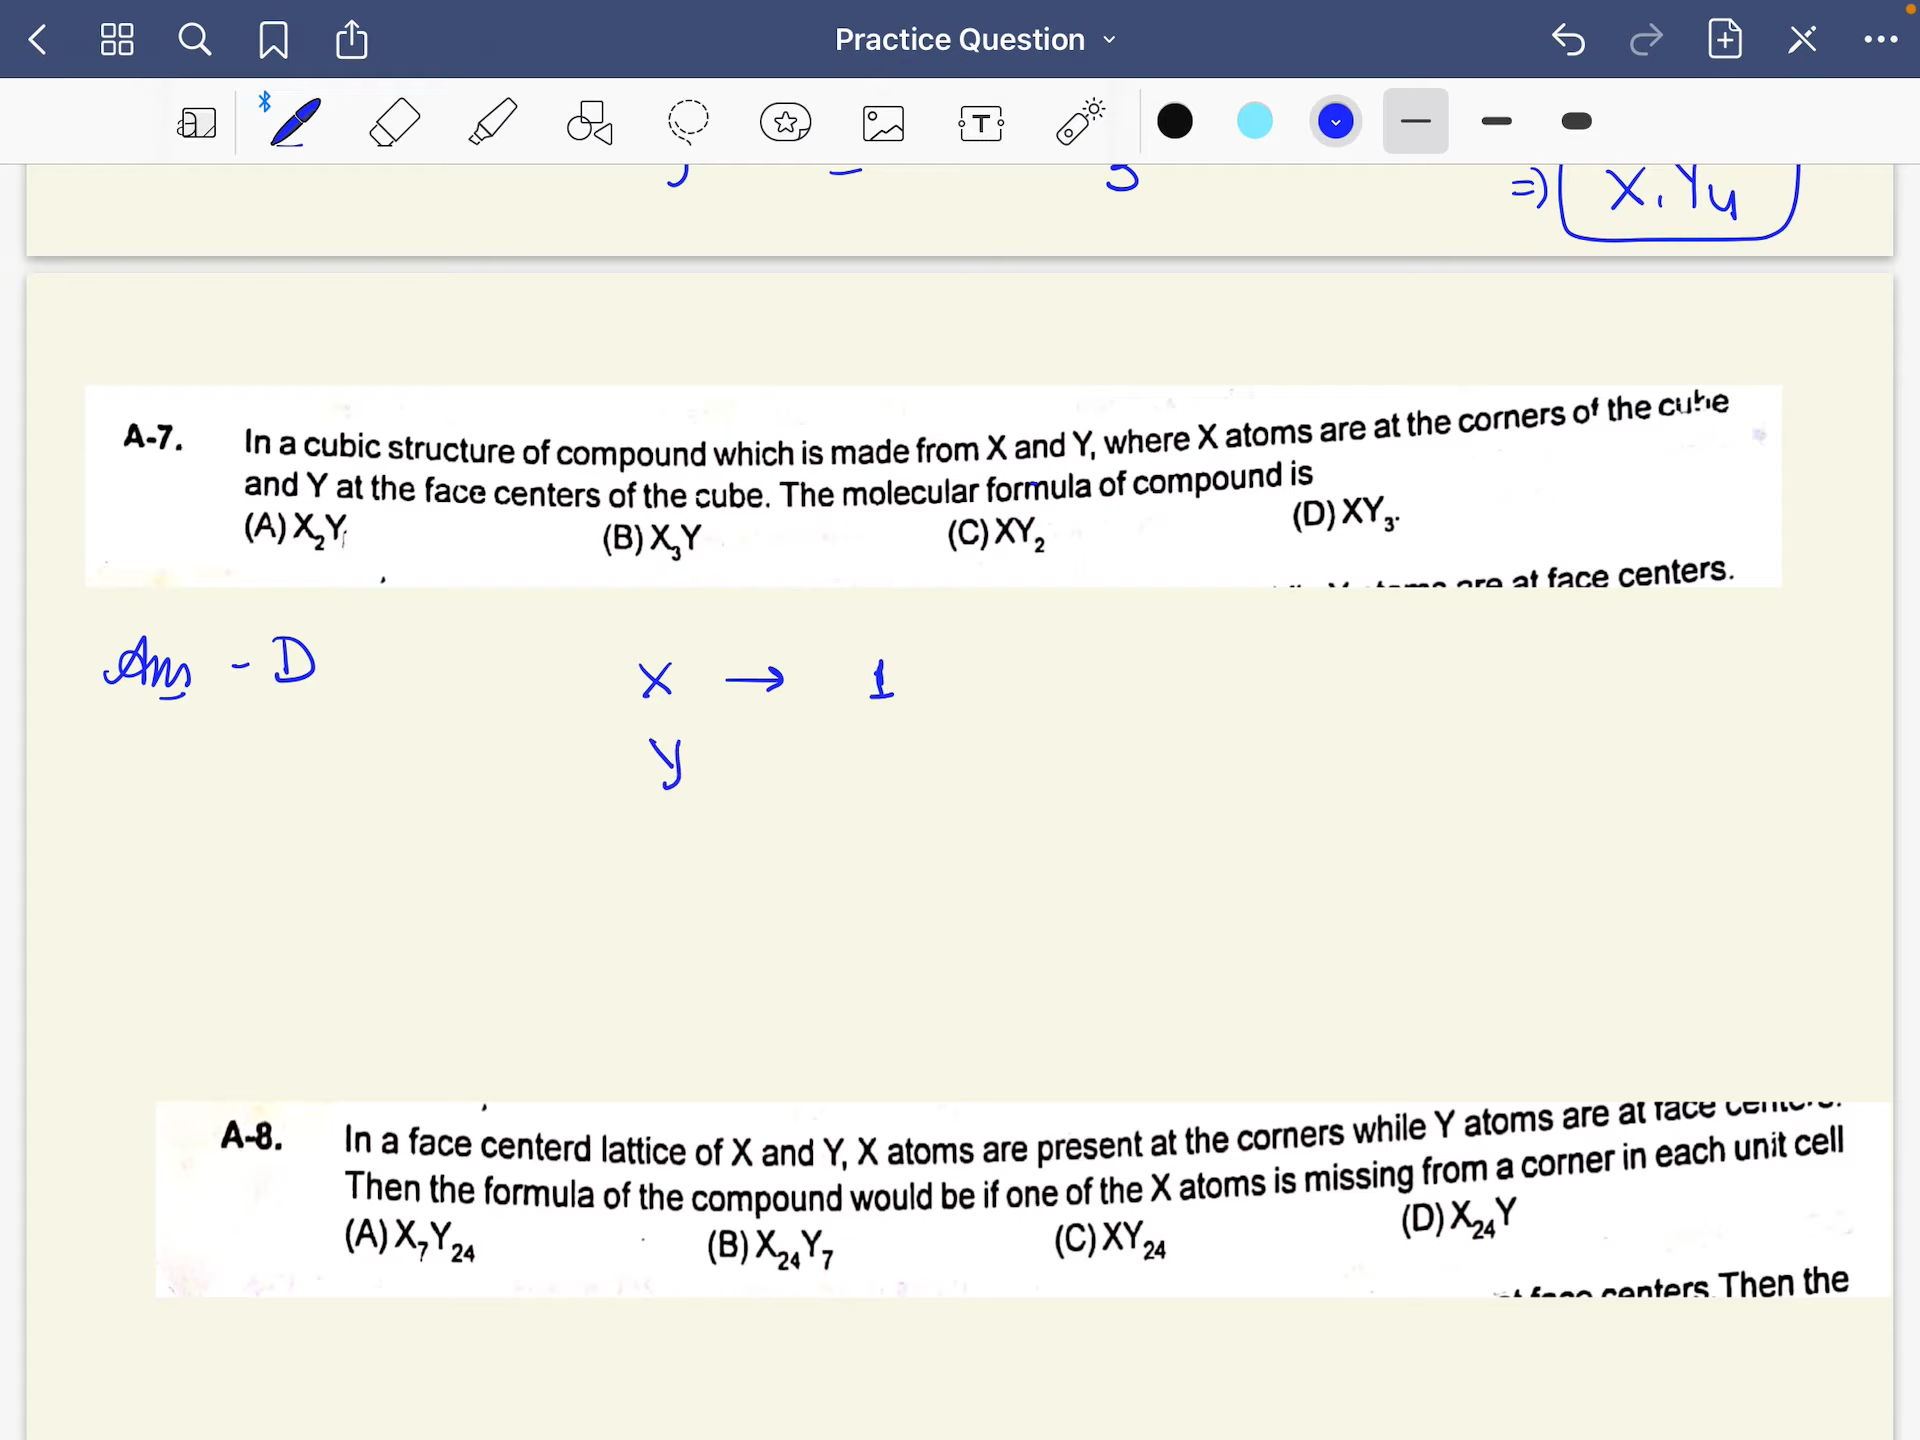 Practice Question
=) X₁Y₄
A-7. In a cubic structure of compound which is made from X and Y, where X atoms are at the corners of the cube
and Y at the face centers of the cube. The molecular formula of compound is
(A) X₂Y (B) X₃Y (C) XY₂ (D) XY₃.
atoms are at face centers.
Ans - D X → 1
y
A-8. In a face centerd lattice of X and Y, X atoms are present at the corners while Y atoms are at face centers.
Then the formula of the compound would be if one of the X atoms is missing from a corner in each unit cell
(A) X₇Y₂₄ (B) X₂₄Y₇ (C) XY₂₄ (D) X₂₄Y
face centers. Then the